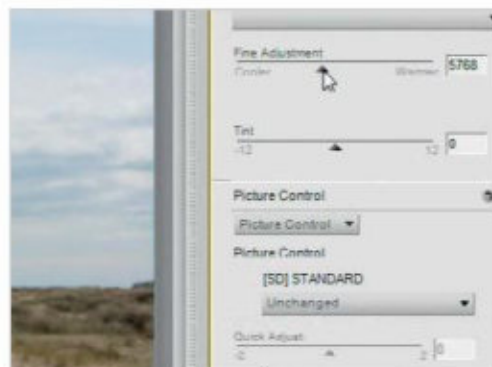 Fine Adjustment
5768
Cooler Warmer
Tint
0
-12 12
Picture Control
Picture Control
Picture Control
[SD] STANDARD
Unchanged
Quick Adjust
0
-2 2